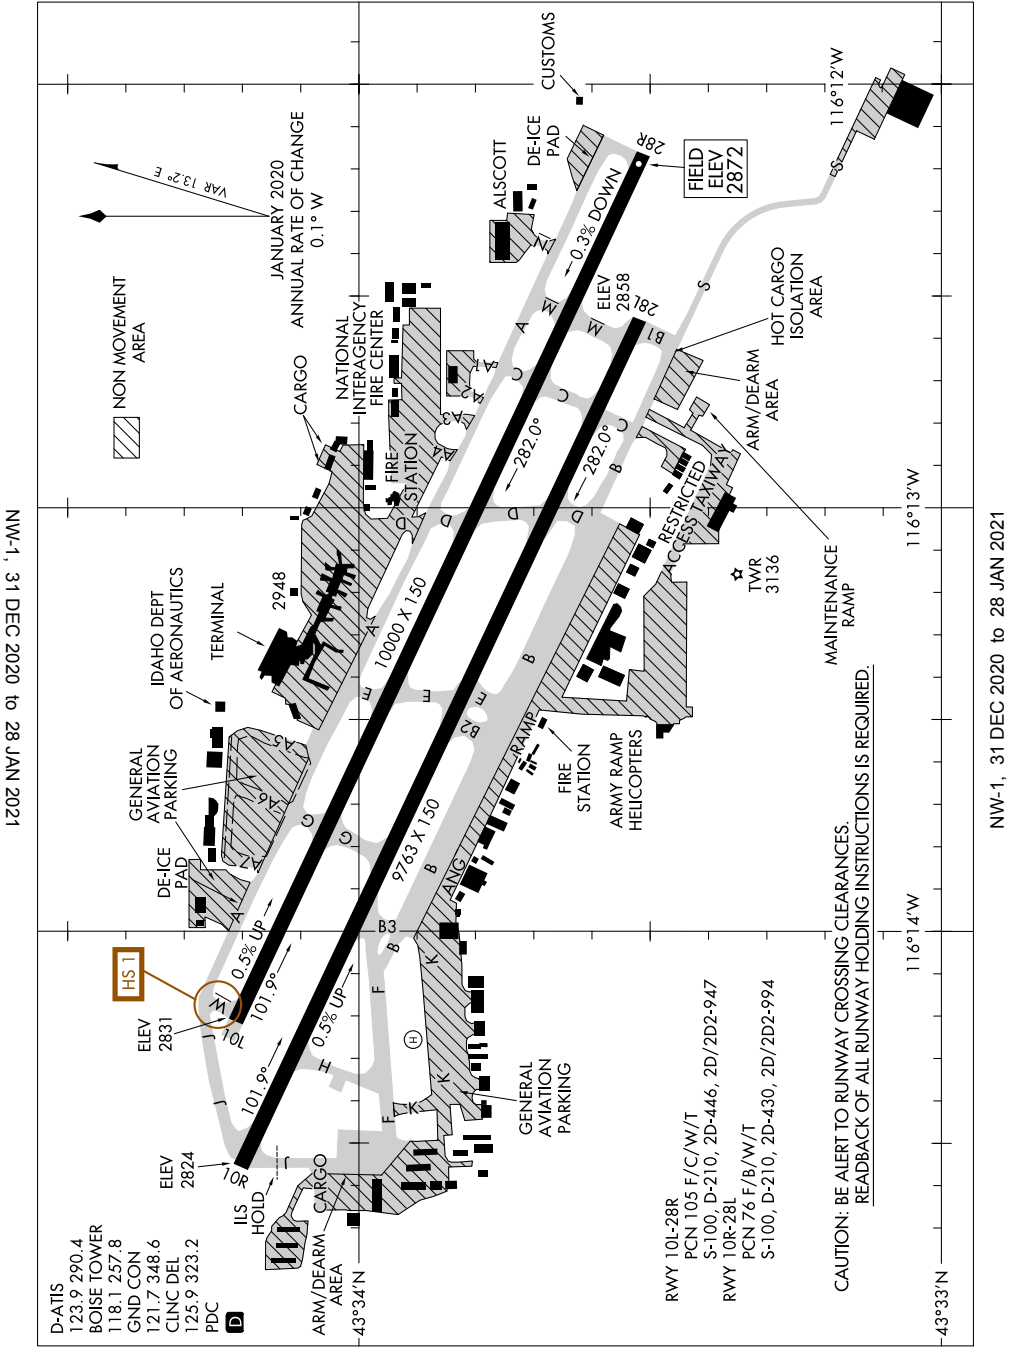 D-ATIS
123.9 290.4
BOISE TOWER
118.1 257.8
GND CON
121.7 348.6
CLNC DEL
125.9 323.2
PDC
D
NON MOVEMENT
AREA
VAR 13.2° E
JANUARY 2020
ANNUAL RATE OF CHANGE
0.1° W
CUSTOMS
DE-ICE
PAD
ALSCOTT
28R
FIELD
ELEV
2872
0.3% DOWN
116°12'W
S
S
HOT CARGO
ISOLATION
AREA
ARM/DEARM
AREA
ELEV
2858
28L
B1
N
M
M
A
C
C
C
A1
A2
A3
A4
NATIONAL
INTERAGENCY
FIRE CENTER
CARGO
FIRE
STATION
282.0°
282.0°
B
D
D
D
116°13'W
RESTRICTED
ACCESS TAXIWAY
MAINTENANCE
RAMP
TWR
3136
2948
TERMINAL
IDAHO DEPT
OF AERONAUTICS
A
10000 X 150
E
E
E
B
B2
RAMP
ANG
FIRE
STATION
ARMY RAMP
HELICOPTERS
GENERAL
AVIATION
PARKING
A5
A6
A7
G
G
9763 X 150
B
DE-ICE
PAD
A
HS 1
W
0.5% UP
101.9°
0.5% UP
B3
B
116°14'W
ELEV
2831
10L
J
J
J
H
101.9°
F
F
K
K
K
H
GENERAL
AVIATION
PARKING
ELEV
2824
10R
ILS
HOLD
CARGO
ARM/DEARM
AREA
43°34'N
43°33'N
RWY 10L-28R
PCN 105 F/C/W/T
S-100, D-210, 2D-446, 2D/2D2-947
RWY 10R-28L
PCN 76 F/B/W/T
S-100, D-210, 2D-430, 2D/2D2-994
CAUTION: BE ALERT TO RUNWAY CROSSING CLEARANCES.
READBACK OF ALL RUNWAY HOLDING INSTRUCTIONS IS REQUIRED.
NW-1, 31 DEC 2020 to 28 JAN 2021
NW-1, 31 DEC 2020 to 28 JAN 2021